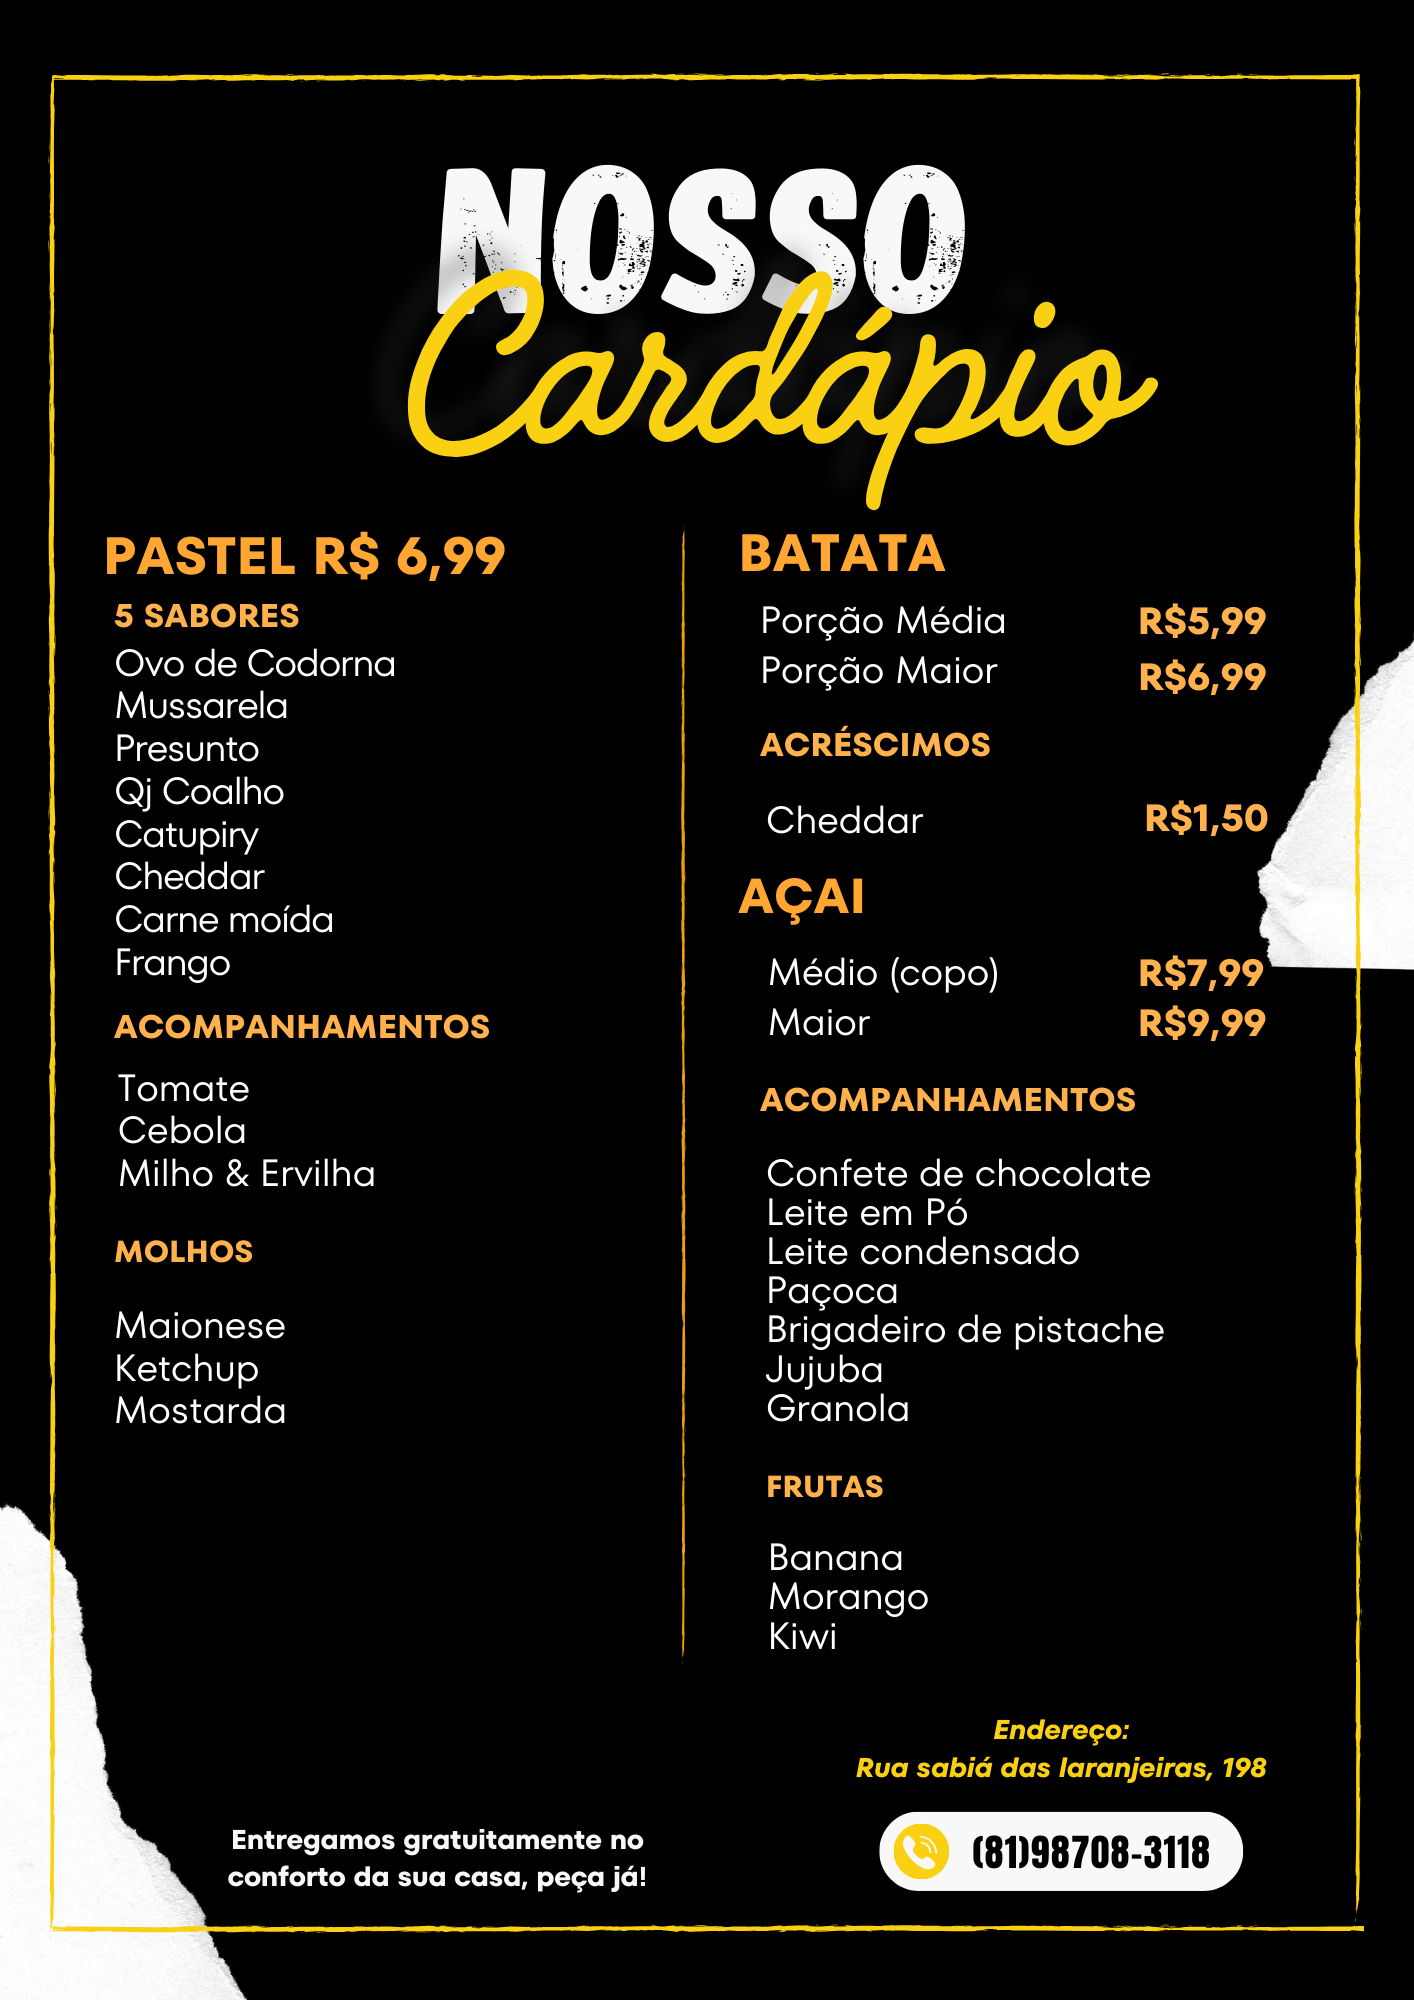 NOSSO
Cardápio
PASTEL R$ 6,99
5 SABORES
Ovo de Codorna
Mussarela
Presunto
Qj Coalho
Catupiry
Cheddar
Carne moída
Frango
ACOMPANHAMENTOS
Tomate
Cebola
Milho & Ervilha
MOLHOS
Maionese
Ketchup
Mostarda
BATATA
Porção Média R$5,99
Porção Maior R$6,99
ACRÉSCIMOS
Cheddar R$1,50
AÇAI
Médio (copo) R$7,99
Maior R$9,99
ACOMPANHAMENTOS
Confete de chocolate
Leite em Pó
Leite condensado
Paçoca
Brigadeiro de pistache
Jujuba
Granola
FRUTAS
Banana
Morango
Kiwi
Endereço:
Rua sabiá das laranjeiras, 198
Entregamos gratuitamente no
conforto da sua casa, peça já!
(81)98708-3118